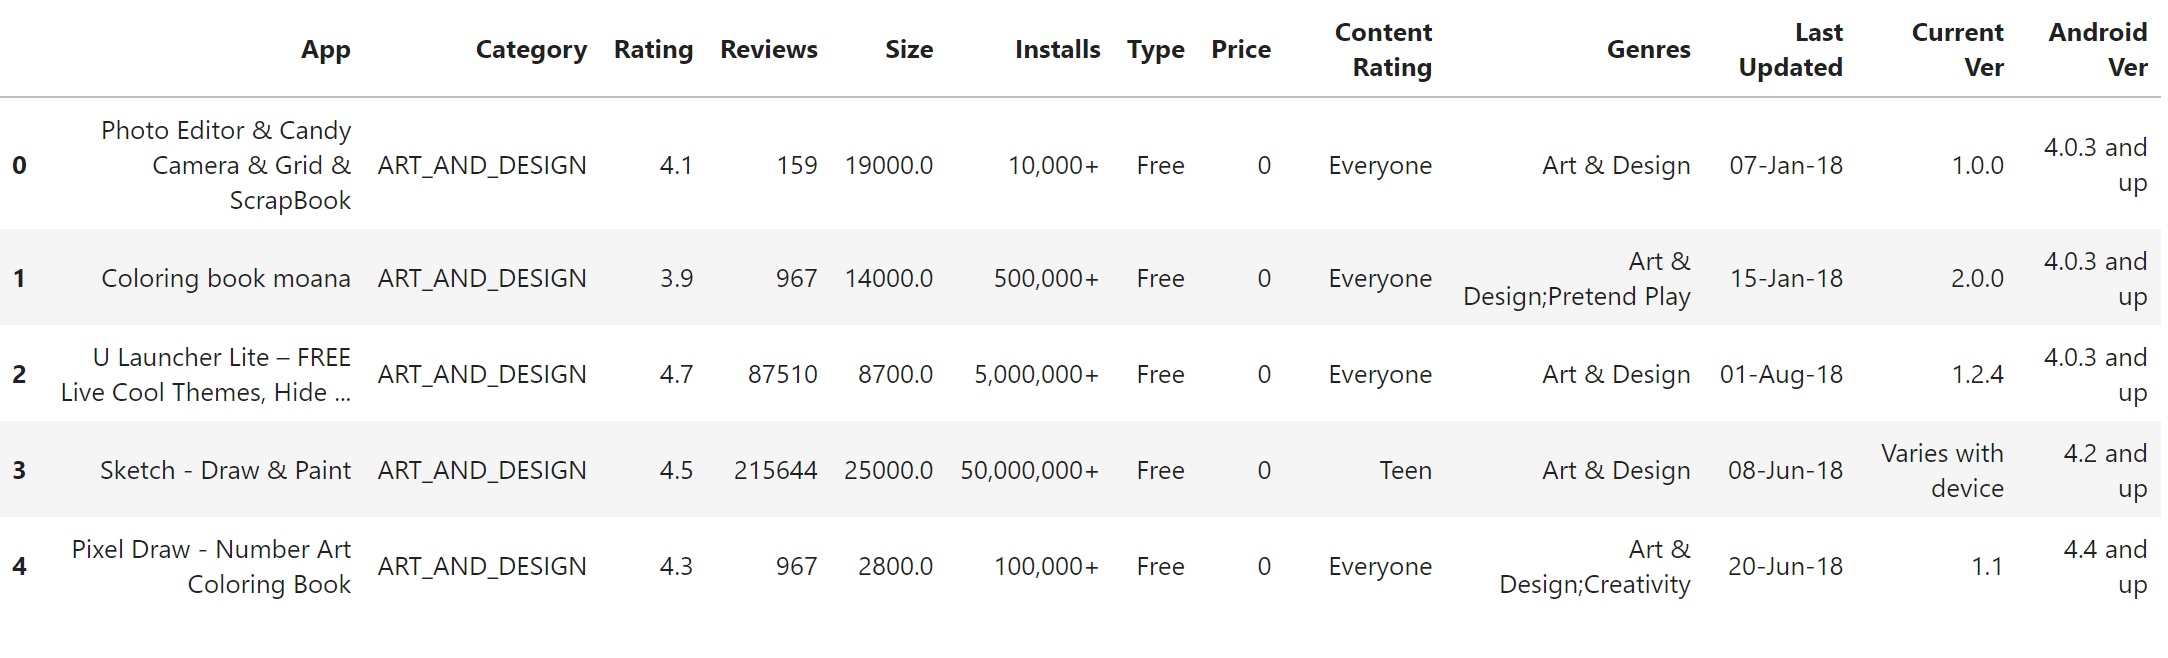 App Category Rating Reviews Size Installs Type Price Content Rating Genres Last Updated Current Ver Android Ver
0 Photo Editor & Candy Camera & Grid & ScrapBook ART_AND_DESIGN 4.1 159 19000.0 10,000+ Free 0 Everyone Art & Design 07-Jan-18 1.0.0 4.0.3 and up
1 Coloring book moana ART_AND_DESIGN 3.9 967 14000.0 500,000+ Free 0 Everyone Art & Design;Pretend Play 15-Jan-18 2.0.0 4.0.3 and up
2 U Launcher Lite – FREE Live Cool Themes, Hide ... ART_AND_DESIGN 4.7 87510 8700.0 5,000,000+ Free 0 Everyone Art & Design 01-Aug-18 1.2.4 4.0.3 and up
3 Sketch - Draw & Paint ART_AND_DESIGN 4.5 215644 25000.0 50,000,000+ Free 0 Teen Art & Design 08-Jun-18 Varies with device 4.2 and up
4 Pixel Draw - Number Art Coloring Book ART_AND_DESIGN 4.3 967 2800.0 100,000+ Free 0 Everyone Art & Design;Creativity 20-Jun-18 1.1 4.4 and up